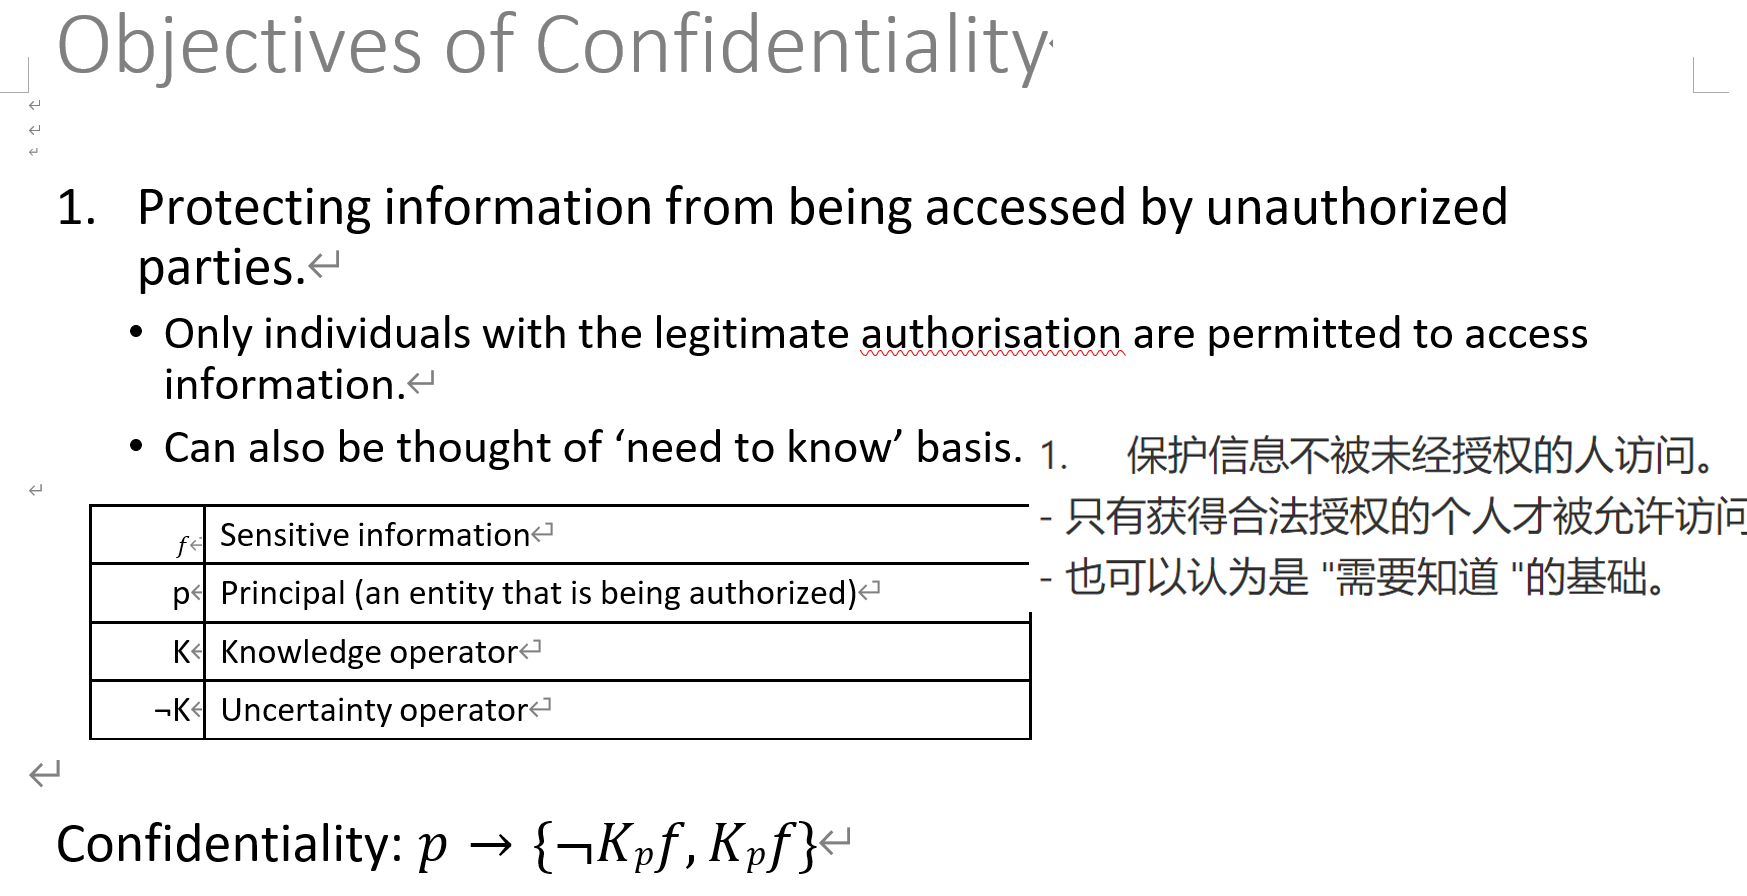 Objectives of Confidentiality
1. Protecting information from being accessed by unauthorized
parties.
• Only individuals with the legitimate authorisation are permitted to access
information.
• Can also be thought of ‘need to know’ basis.
1. 保护信息不被未经授权的人访问。
- 只有获得合法授权的个人才被允许访问
- 也可以认为是 "需要知道 "的基础。
f Sensitive information
p Principal (an entity that is being authorized)
K Knowledge operator
¬K Uncertainty operator
Confidentiality: p → {¬Kₚf, Kₚf}